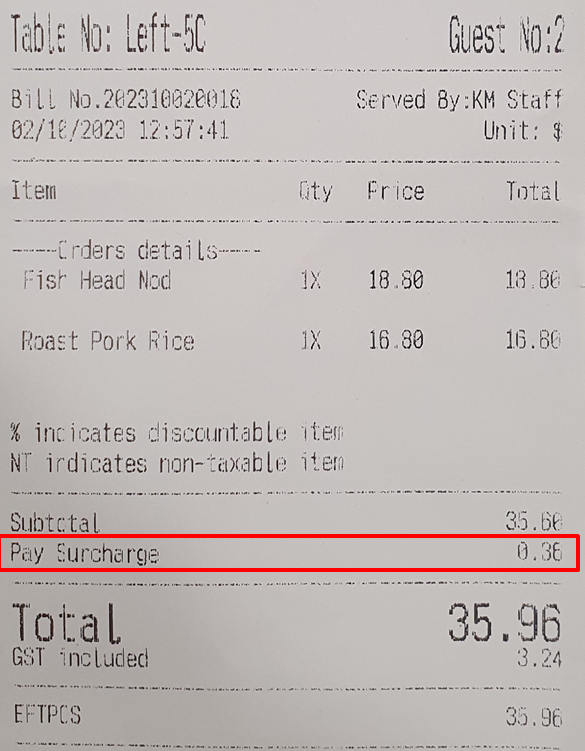 Table No: Left-5C Guest No:2
Bill No.202310020018 Served By:KM Staff
02/10/2023 12:57:41 Unit: $
Item Qty Price Total
-----Orders details-----
Fish Head Nod 1X 18.80 18.80
Roast Pork Rice 1X 16.80 16.80
% indicates discountable item
NT indicates non-taxable item
Subtotal 35.60
Pay Surcharge 0.36
Total 35.96
GST included 3.24
EFTPOS 35.96